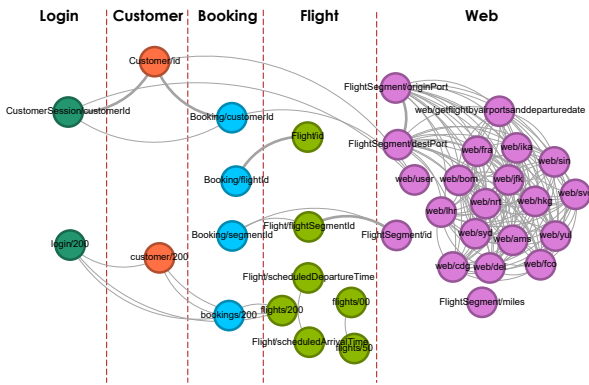 Login Customer Booking Flight Web
Customer/id
FlightSegment/originPort
CustomerSession/customerId
Booking/customerId
web/getflightbyairportsanddeparturedate
Flight/id
FlightSegment/destPort
web/fra
web/ika
web/sin
Booking/flightId
web/user
web/bom
web/jfk
web/nrt
web/hkg
web/svo
web/lhr
login/200
customer/200
Booking/segmentId
Flight/flightSegmentId
FlightSegment/id
web/syd
web/ams
web/yul
web/cdg
web/del
web/fco
Flight/scheduledDepartureTime
bookings/200
flights/200
flights/00
FlightSegment/miles
Flight/scheduledArrivalTime
flights/50